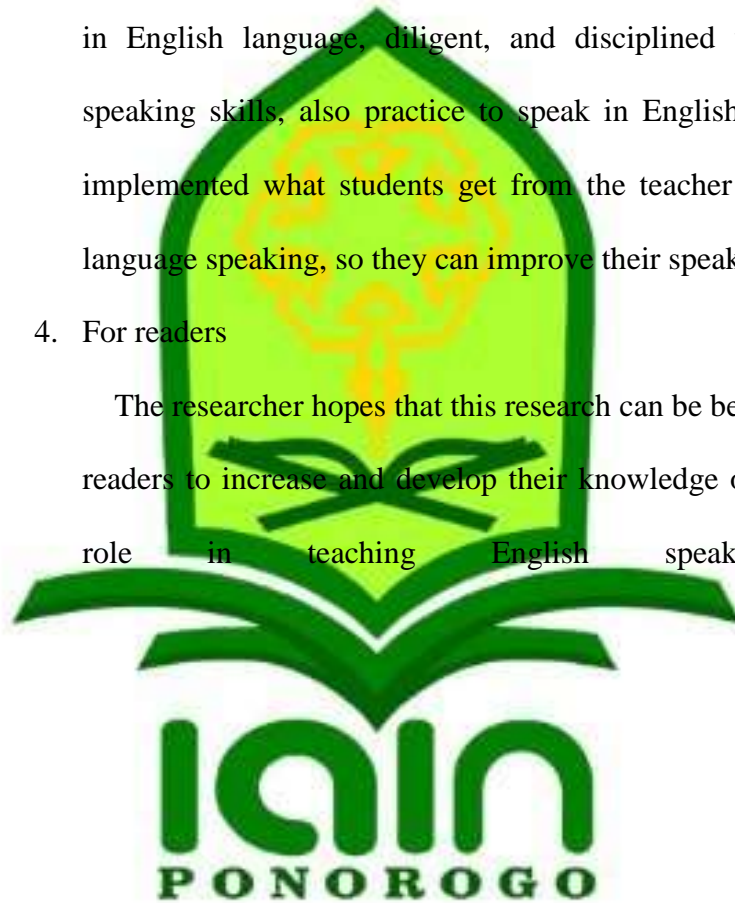 in English language, diligent, and disciplined
speaking skills, also practice to speak in English
implemented what students get from the teacher
language speaking, so they can improve their
4. For readers
The researcher hopes that this research can be
readers to increase and develop their knowledge
role in teaching English
iain
PONOROGO